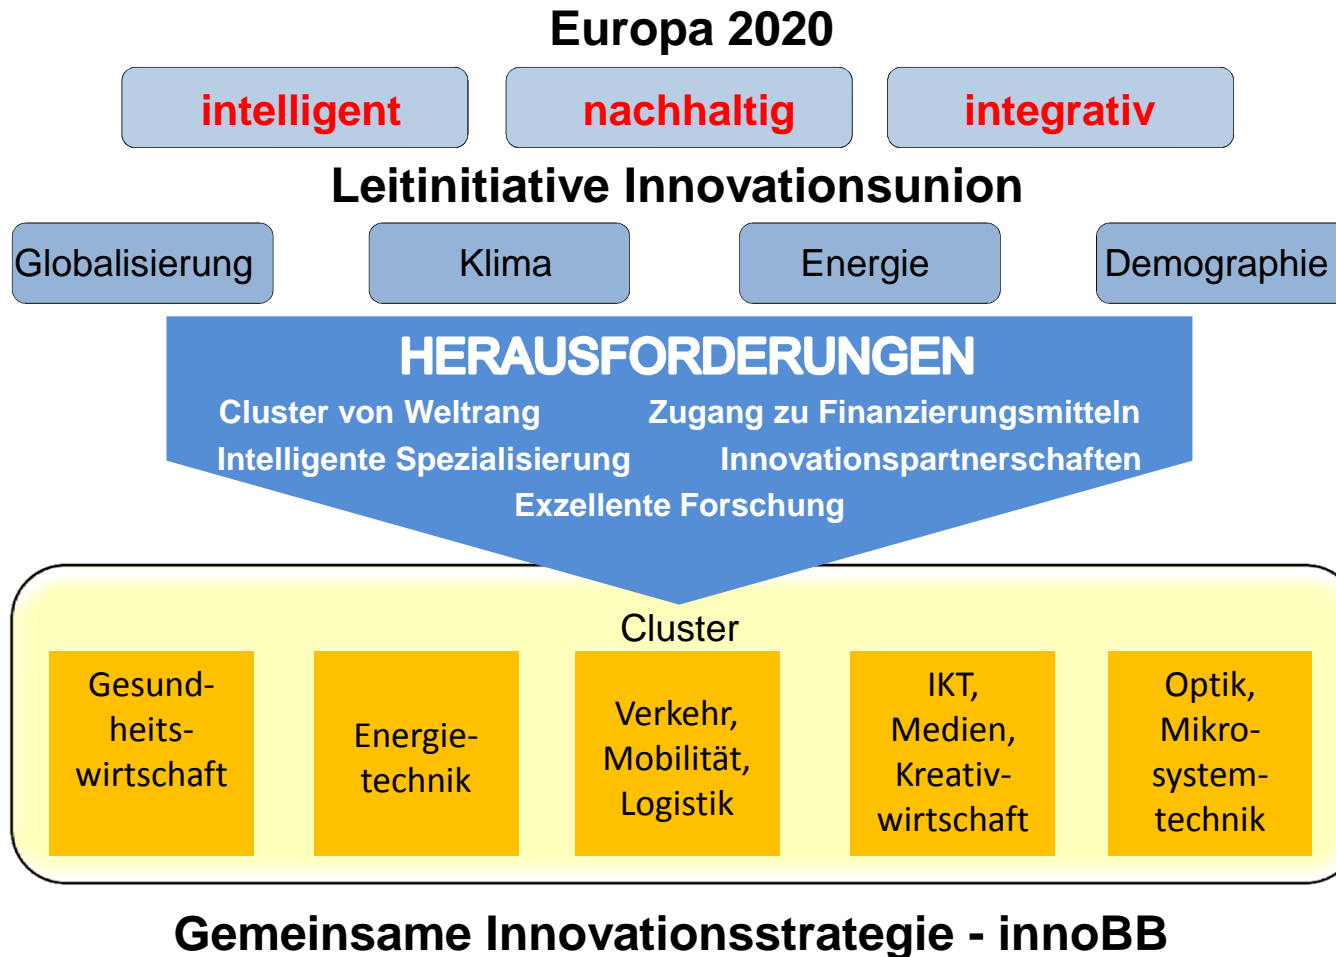 Europa 2020
intelligent
nachhaltig
integrativ
Leitinitiative Innovationsunion
Globalisierung
Klima
Energie
Demographie
HERAUSFORDERUNGEN
Cluster von Weltrang
Zugang zu Finanzierungsmitteln
Intelligente Spezialisierung
Innovationspartnerschaften
Exzellente Forschung
Cluster
Gesund-
heits-
wirtschaft
Energie-
technik
Verkehr,
Mobilität,
Logistik
IKT,
Medien,
Kreativ-
wirtschaft
Optik,
Mikro-
system-
technik
Gemeinsame Innovationsstrategie - innoBB